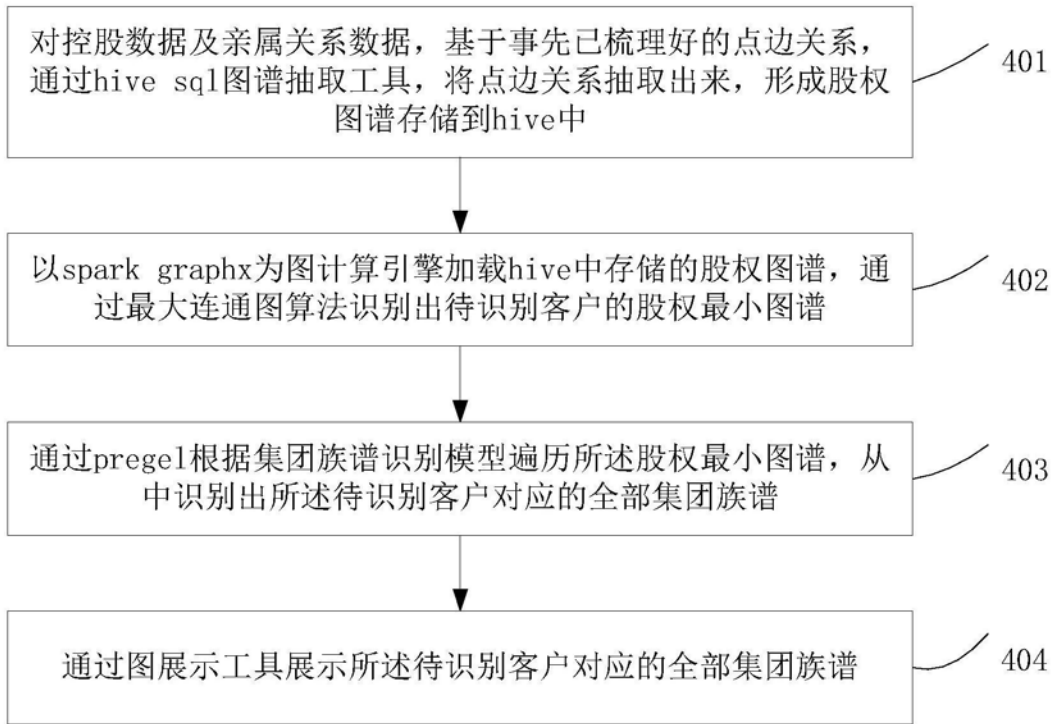 对控股数据及亲属关系数据，基于事先已梳理好的点边关系，
通过hive sql图谱抽取工具，将点边关系抽取出来，形成股权
图谱存储到hive中
401
以spark graphx为图计算引擎加载hive中存储的股权图谱，通
过最大连通图算法识别出待识别客户的股权最小图谱
402
通过pregel根据集团族谱识别模型遍历所述股权最小图谱，从
中识别出所述待识别客户对应的全部集团族谱
403
通过图展示工具展示所述待识别客户对应的全部集团族谱
404